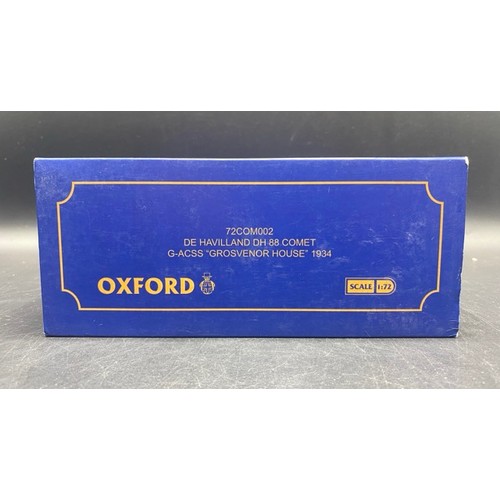 72COM002
DE HAVILLAND DH 88 COMET
G-ACSS "GROSVENOR HOUSE" 1934
OXFORD
SCALE 1:72